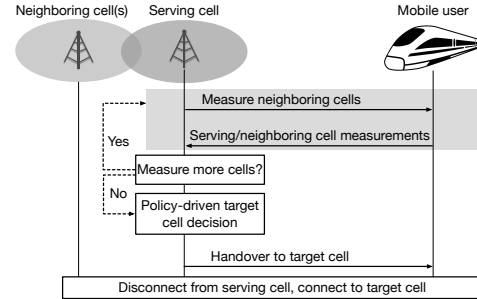 Neighboring cell(s) Serving cell Mobile user
Measure neighboring cells
Serving/neighboring cell measurements
Yes
Measure more cells?
No
Policy-driven target
cell decision
Handover to target cell
Disconnect from serving cell, connect to target cell